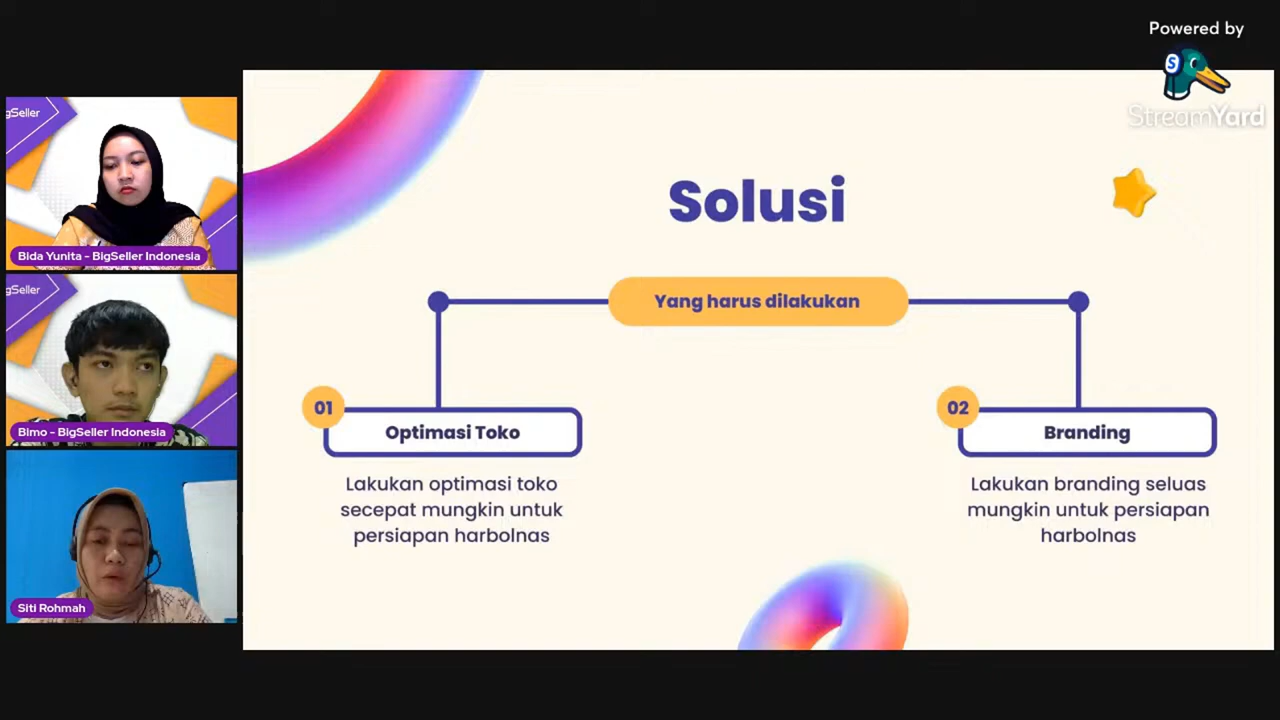 Powered by
StreamYard
gSeller
Bida Yunita - BigSeller Indonesia
gSeller
Bimo - BigSeller Indonesia
Siti Rohmah
Solusi
Yang harus dilakukan
01
Optimasi Toko
Lakukan optimasi toko
secepat mungkin untuk
persiapan harbolnas
02
Branding
Lakukan branding seluas
mungkin untuk persiapan
harbolnas